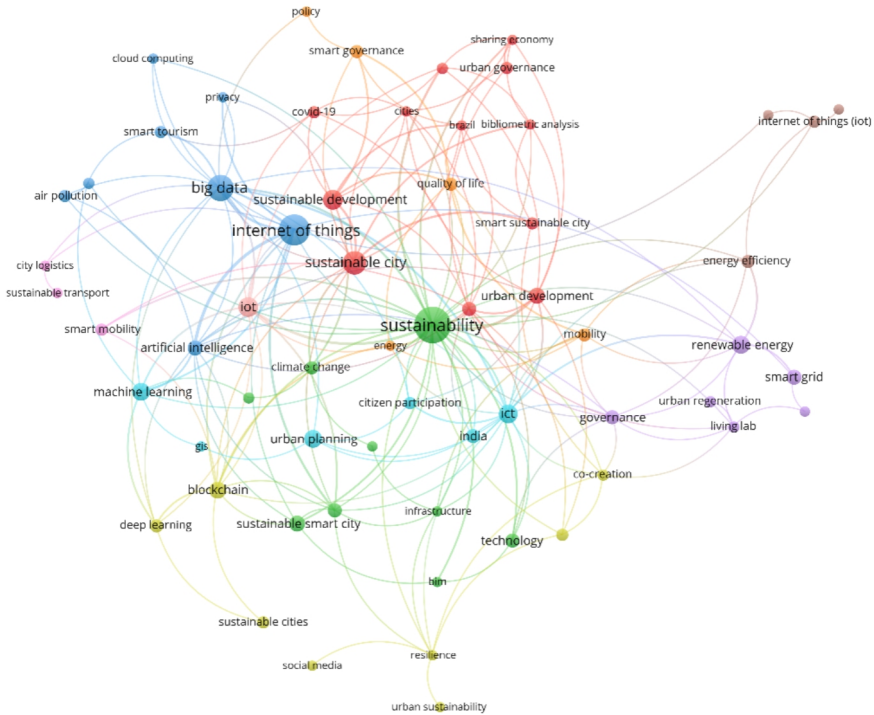 policy
sharing economy
smart governance
cloud computing
urban governance
privacy
covid-19
cities
brazil
bibliometric analysis
internet of things (iot)
smart tourism
big data
quality of life
air pollution
sustainable development
smart sustainable city
internet of things
sustainable city
energy efficiency
city logistics
sustainable transport
urban development
iot
sustainability
smart mobility
mobility
energy
renewable energy
artificial intelligence
climate change
smart grid
machine learning
citizen participation
urban regeneration
ict
governance
living lab
india
urban planning
gis
co-creation
blockchain
infrastructure
deep learning
sustainable smart city
technology
bim
sustainable cities
resilience
social media
urban sustainability